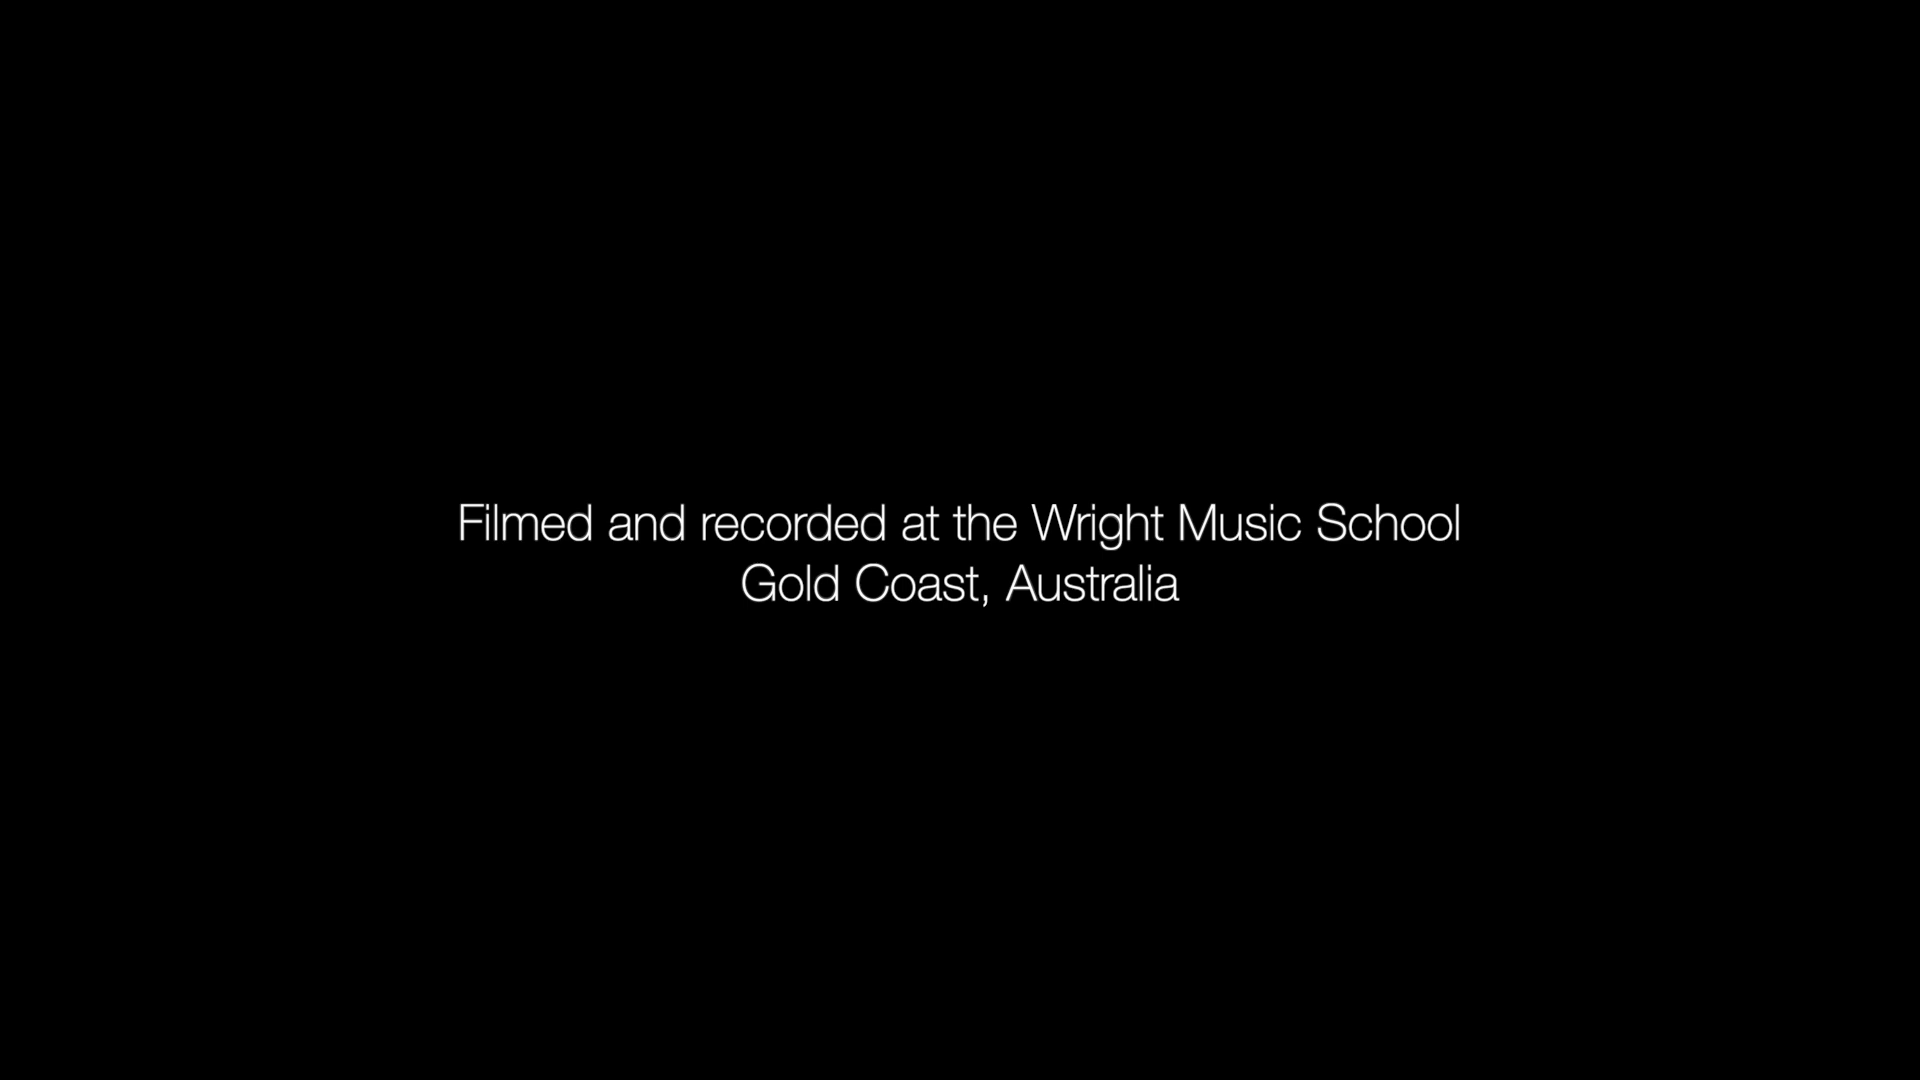 Filmed and recorded at the Wright Music School
Gold Coast, Australia